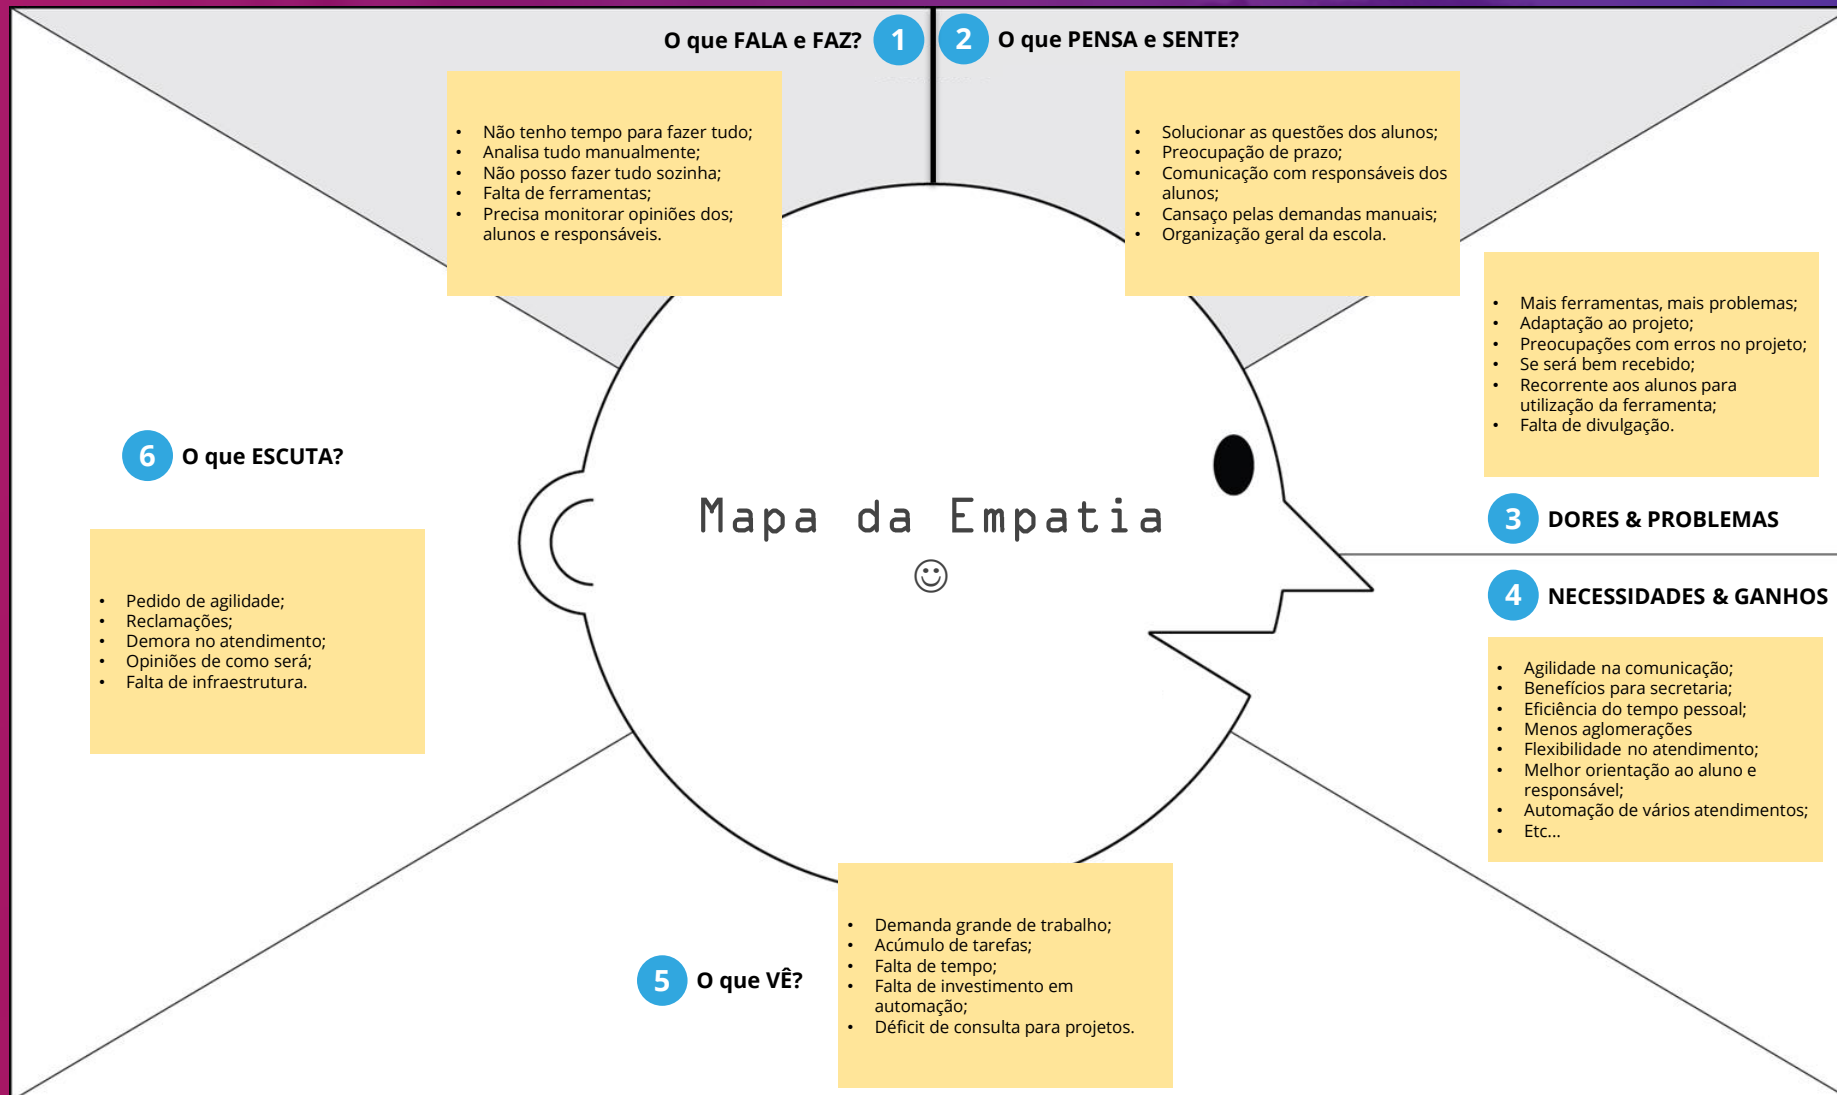 O que FALA e FAZ? 1
• Não tenho tempo para fazer tudo;
• Analisa tudo manualmente;
• Não posso fazer tudo sozinha;
• Falta de ferramentas;
• Precisa monitorar opiniões dos;
alunos e responsáveis.
2 O que PENSA e SENTE?
• Solucionar as questões dos alunos;
• Preocupação de prazo;
• Comunicação com responsáveis dos
alunos;
• Cansaço pelas demandas manuais;
• Organização geral da escola.
• Mais ferramentas, mais problemas;
• Adaptação ao projeto;
• Preocupações com erros no projeto;
• Se será bem recebido;
• Recorrente aos alunos para
utilização da ferramenta;
• Falta de divulgação.
3 DORES & PROBLEMAS
4 NECESSIDADES & GANHOS
• Agilidade na comunicação;
• Benefícios para secretaria;
• Eficiência do tempo pessoal;
• Menos aglomerações
• Flexibilidade no atendimento;
• Melhor orientação ao aluno e
responsável;
• Automação de vários atendimentos;
• Etc...
Mapa da Empatia
6 O que ESCUTA?
• Pedido de agilidade;
• Reclamações;
• Demora no atendimento;
• Opiniões de como será;
• Falta de infraestrutura.
5 O que VÊ?
• Demanda grande de trabalho;
• Acúmulo de tarefas;
• Falta de tempo;
• Falta de investimento em
automação;
• Déficit de consulta para projetos.